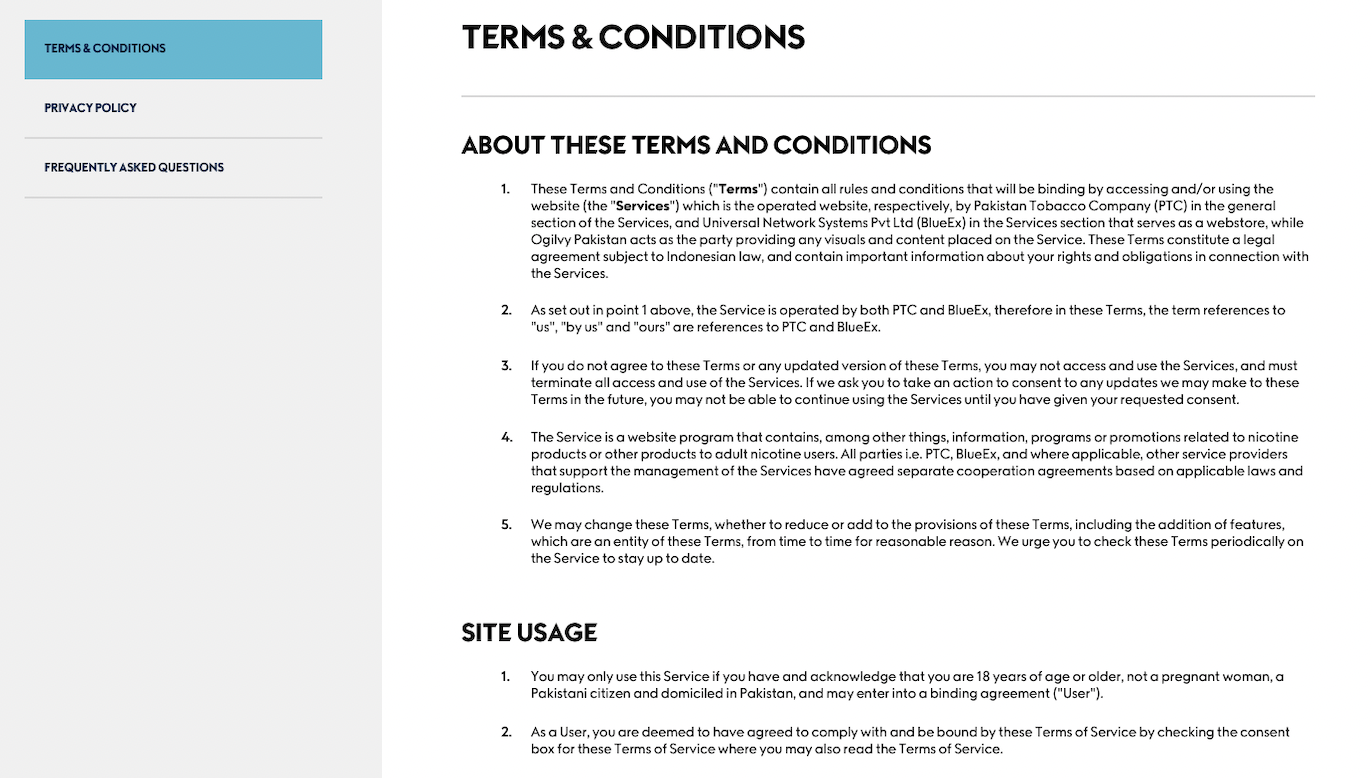 TERMS & CONDITIONS
PRIVACY POLICY
FREQUENTLY ASKED QUESTIONS
TERMS & CONDITIONS
ABOUT THESE TERMS AND CONDITIONS
1. These Terms and Conditions ("Terms") contain all rules and conditions that will be binding by accessing and/or using the
website (the "Services") which is the operated website, respectively, by Pakistan Tobacco Company (PTC) in the general
section of the Services, and Universal Network Systems Pvt Ltd (BlueEx) in the Services section that serves as a webstore, while
Ogilvy Pakistan acts as the party providing any visuals and content placed on the Service. These Terms constitute a legal
agreement subject to Indonesian law, and contain important information about your rights and obligations in connection with
the Services.
2. As set out in point 1 above, the Service is operated by both PTC and BlueEx, therefore in these Terms, the term references to
"us", "by us" and "ours" are references to PTC and BlueEx.
3. If you do not agree to these Terms or any updated version of these Terms, you may not access and use the Services, and must
terminate all access and use of the Services. If we ask you to take an action to consent to any updates we may make to these
Terms in the future, you may not be able to continue using the Services until you have given your requested consent.
4. The Service is a website program that contains, among other things, information, programs or promotions related to nicotine
products or other products to adult nicotine users. All parties i.e. PTC, BlueEx, and where applicable, other service providers
that support the management of the Services have agreed separate cooperation agreements based on applicable laws and
regulations.
5. We may change these Terms, whether to reduce or add to the provisions of these Terms, including the addition of features,
which are an entity of these Terms, from time to time for reasonable reason. We urge you to check these Terms periodically on
the Service to stay up to date.
SITE USAGE
1. You may only use this Service if you have and acknowledge that you are 18 years of age or older, not a pregnant woman, a
Pakistani citizen and domiciled in Pakistan, and may enter into a binding agreement ("User").
2. As a User, you are deemed to have agreed to comply with and be bound by these Terms of Service by checking the consent
box for these Terms of Service where you may also read the Terms of Service.